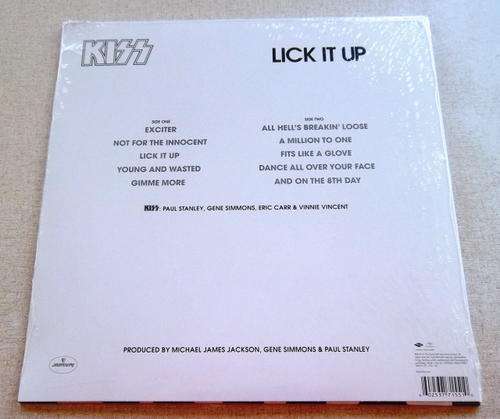 KISS
LICK IT UP
SIDE ONE
EXCITER
NOT FOR THE INNOCENT
LICK IT UP
YOUNG AND WASTED
GIMME MORE
SIDE TWO
ALL HELL'S BREAKIN' LOOSE
A MILLION TO ONE
FITS LIKE A GLOVE
DANCE ALL OVER YOUR FACE
AND ON THE 8TH DAY
KISS: PAUL STANLEY, GENE SIMMONS, ERIC CARR & VINNIE VINCENT
PRODUCED BY MICHAEL JAMES JACKSON, GENE SIMMONS & PAUL STANLEY
mercury